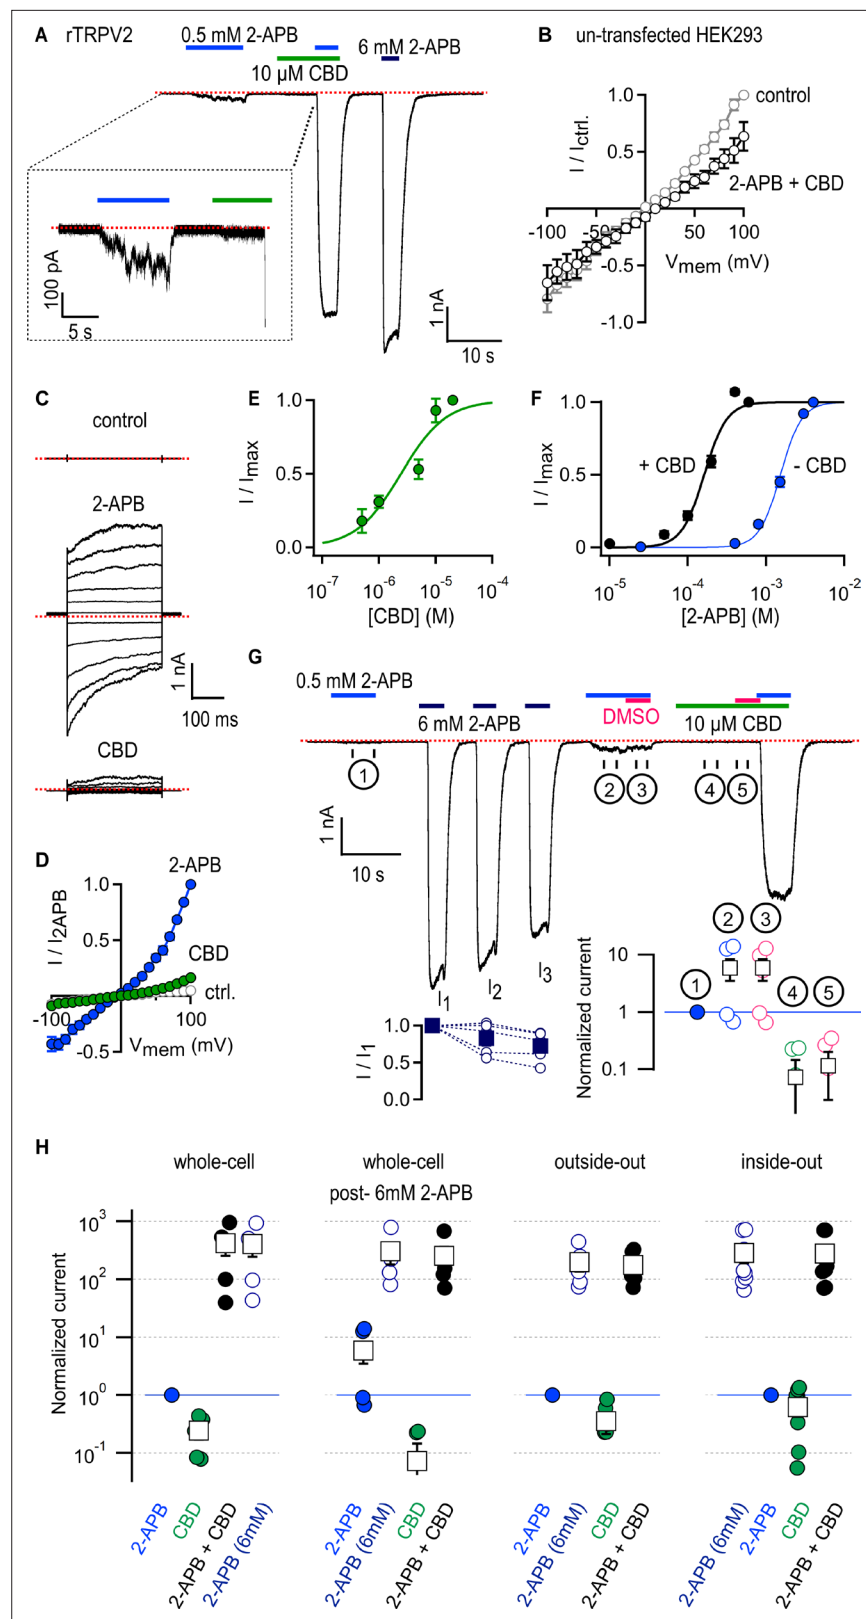 A rTRPV2
0.5 mM 2-APB
10 µM CBD
6 mM 2-APB
100 pA
5 s
1 nA
10 s
B un-transfected HEK293
I / Ictrl.
1.0
0.5
-0.5
-1.0
-100
-50
50
100
Vmem (mV)
control
2-APB + CBD
C
control
2-APB
1 nA
100 ms
CBD
D
I / I2APB
1.0
0.5
-0.5
-100
100
Vmem (mV)
2-APB
CBD
ctrl.
E
I / Imax
1.0
0.5
0.0
10-7 10-6 10-5 10-4
[CBD] (M)
F
I / Imax
1.0
0.5
0.0
+ CBD
- CBD
10-5 10-4 10-3 10-2
[2-APB] (M)
G
0.5 mM 2-APB
6 mM 2-APB
DMSO
10 µM CBD
1
2
3
4
5
1 nA
10 s
I1
I2
I3
I / I1
1.0
0.5
0.0
Normalized current
10
1
0.1
1
2
3
4
5
H
whole-cell
whole-cell
post- 6mM 2-APB
outside-out
inside-out
Normalized current
103
102
101
100
10-1
2-APB
CBD
2-APB + CBD
2-APB (6mM)
2-APB
2-APB (6mM)
CBD
2-APB + CBD
2-APB
2-APB (6mM)
CBD
2-APB + CBD
2-APB (6mM)
2-APB
CBD
2-APB + CBD